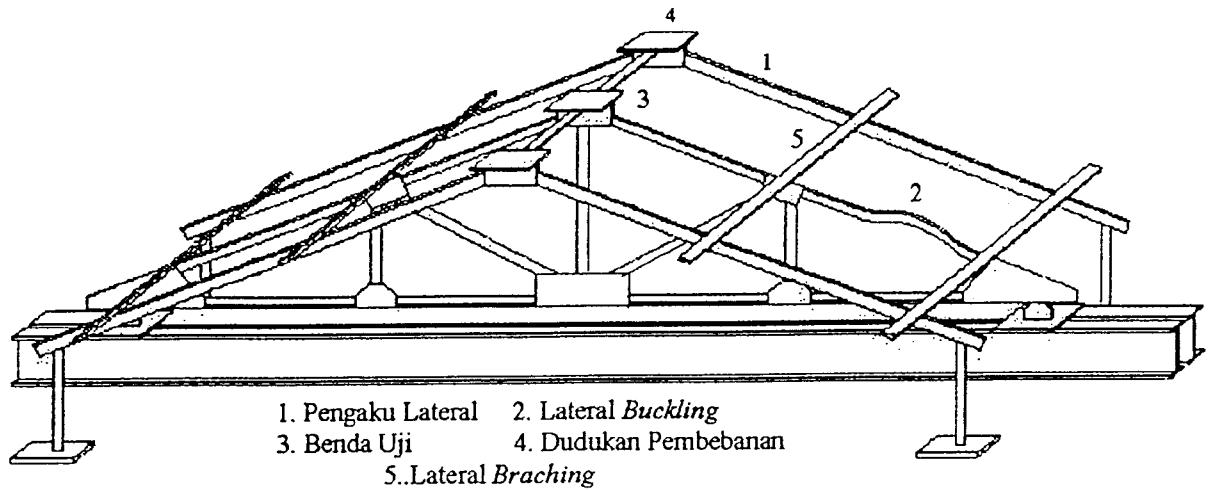 4
1
3
5
2
1. Pengaku Lateral 2. Lateral Buckling
3. Benda Uji 4. Dudukan Pembebanan
5..Lateral Braching